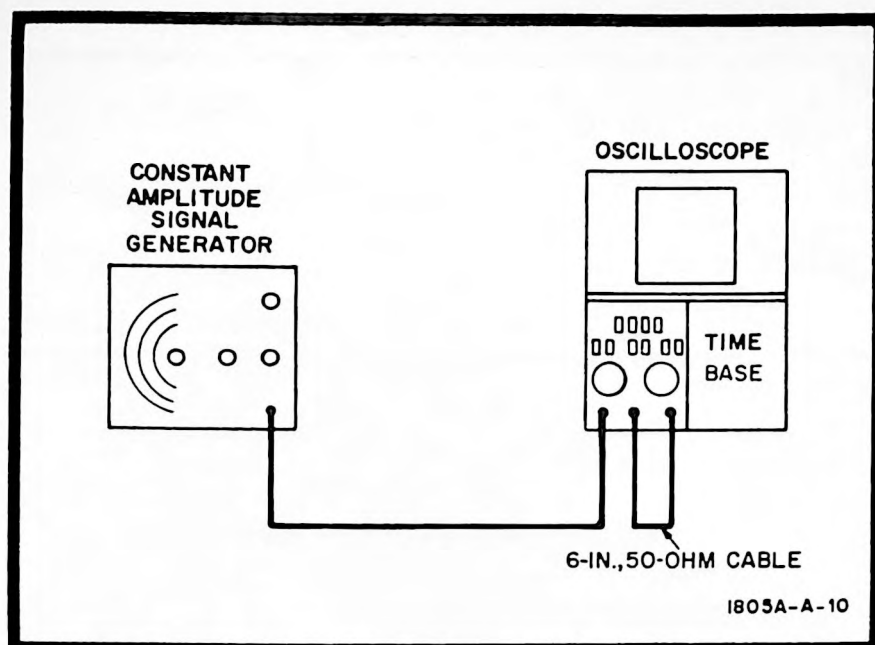 CONSTANT
AMPLITUDE
SIGNAL
GENERATOR
OSCILLOSCOPE
TIME
BASE
6-IN.,50-OHM CABLE
1805A-A-10